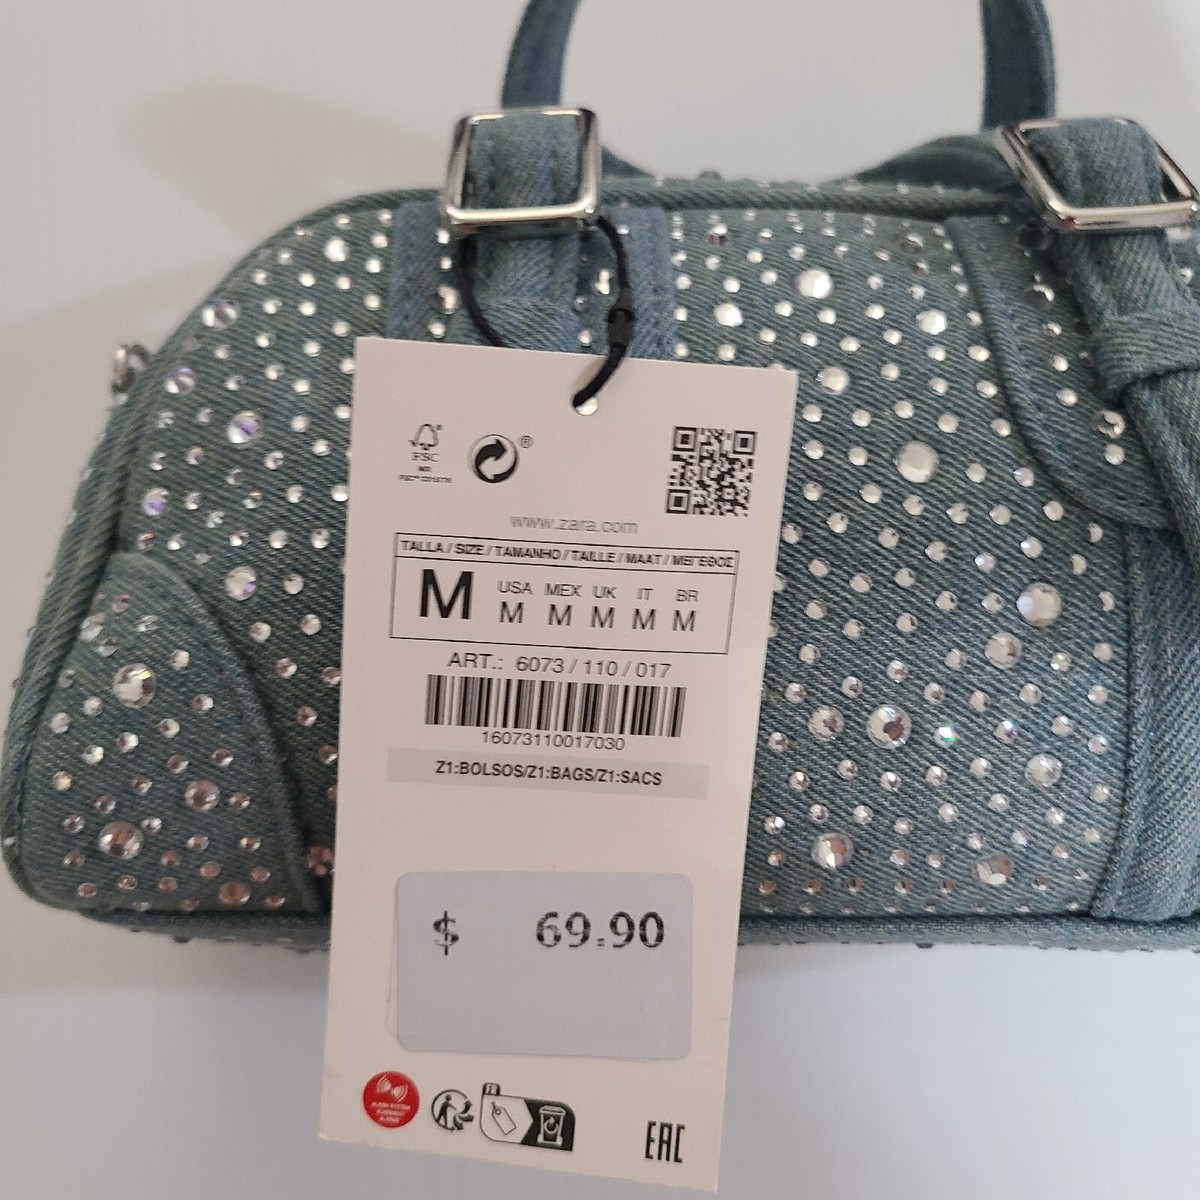 FSC
®
www.zara.com
TALLA / SIZE / TAMANHO / TAILLE / MAAT / ΜΕΓΕΘΟΣ
M USA MEX UK IT BR
M M M M M
ART.: 6073 / 110 / 017
16073110017030
Z1:BOLSOS/Z1:BAGS/Z1:SACS
$ 69.90
FR
EAC